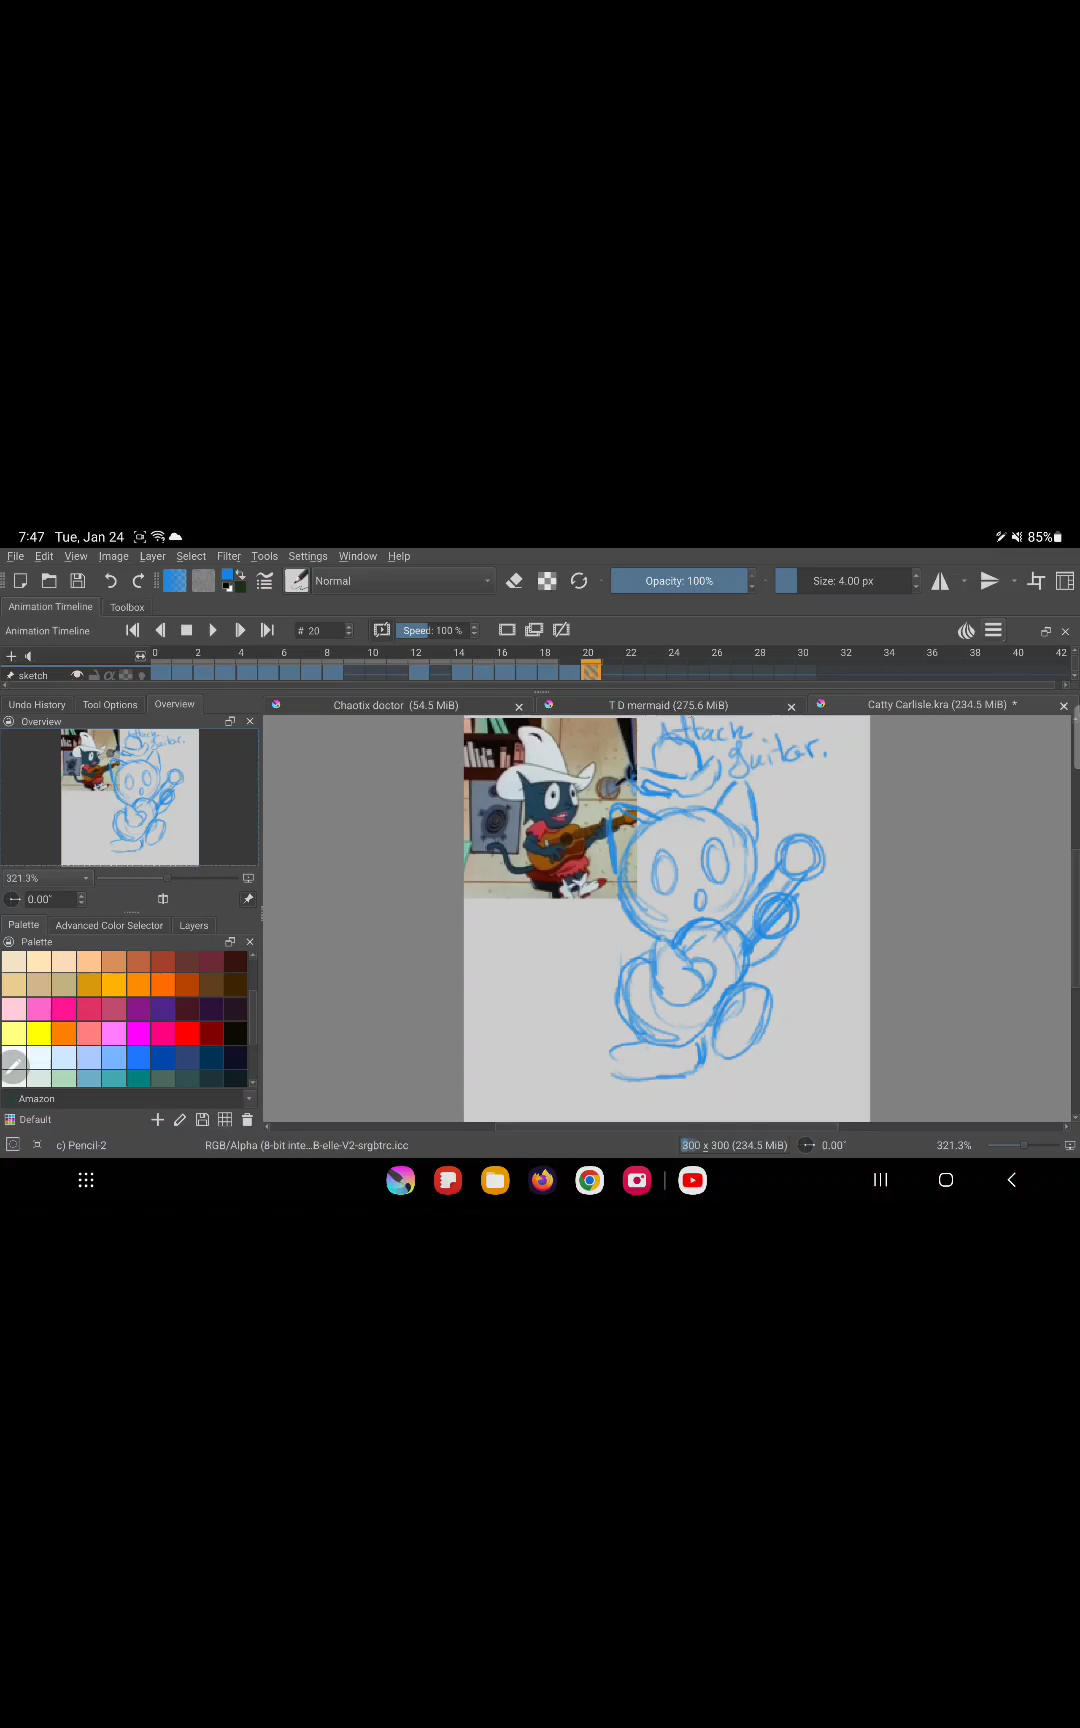 7:47 Tue, Jan 24
85%
File Edit View Image Layer Select Filter Tools Settings Window Help
Normal
Opacity: 100%
Size: 4.00 px
Animation Timeline Toolbox
Animation Timeline
# 20
Speed: 100 %
0 2 4 6 8 10 12 14 16 18 20 22 24 26 28 30 32 34 36 38 40 42
sketch
Undo History Tool Options Overview
Chaotix doctor (54.5 MiB)
T D mermaid (275.6 MiB)
Catty Carlisle.kra (234.5 MiB) *
Overview
Attack
guitar.
Attack
guitar.
321.3%
0.00°
Palette Advanced Color Selector Layers
Palette
Amazon
Default
c) Pencil-2
RGB/Alpha (8-bit inte...B-elle-V2-srgbtrc.icc
300 x 300 (234.5 MiB)
0.00°
321.3%